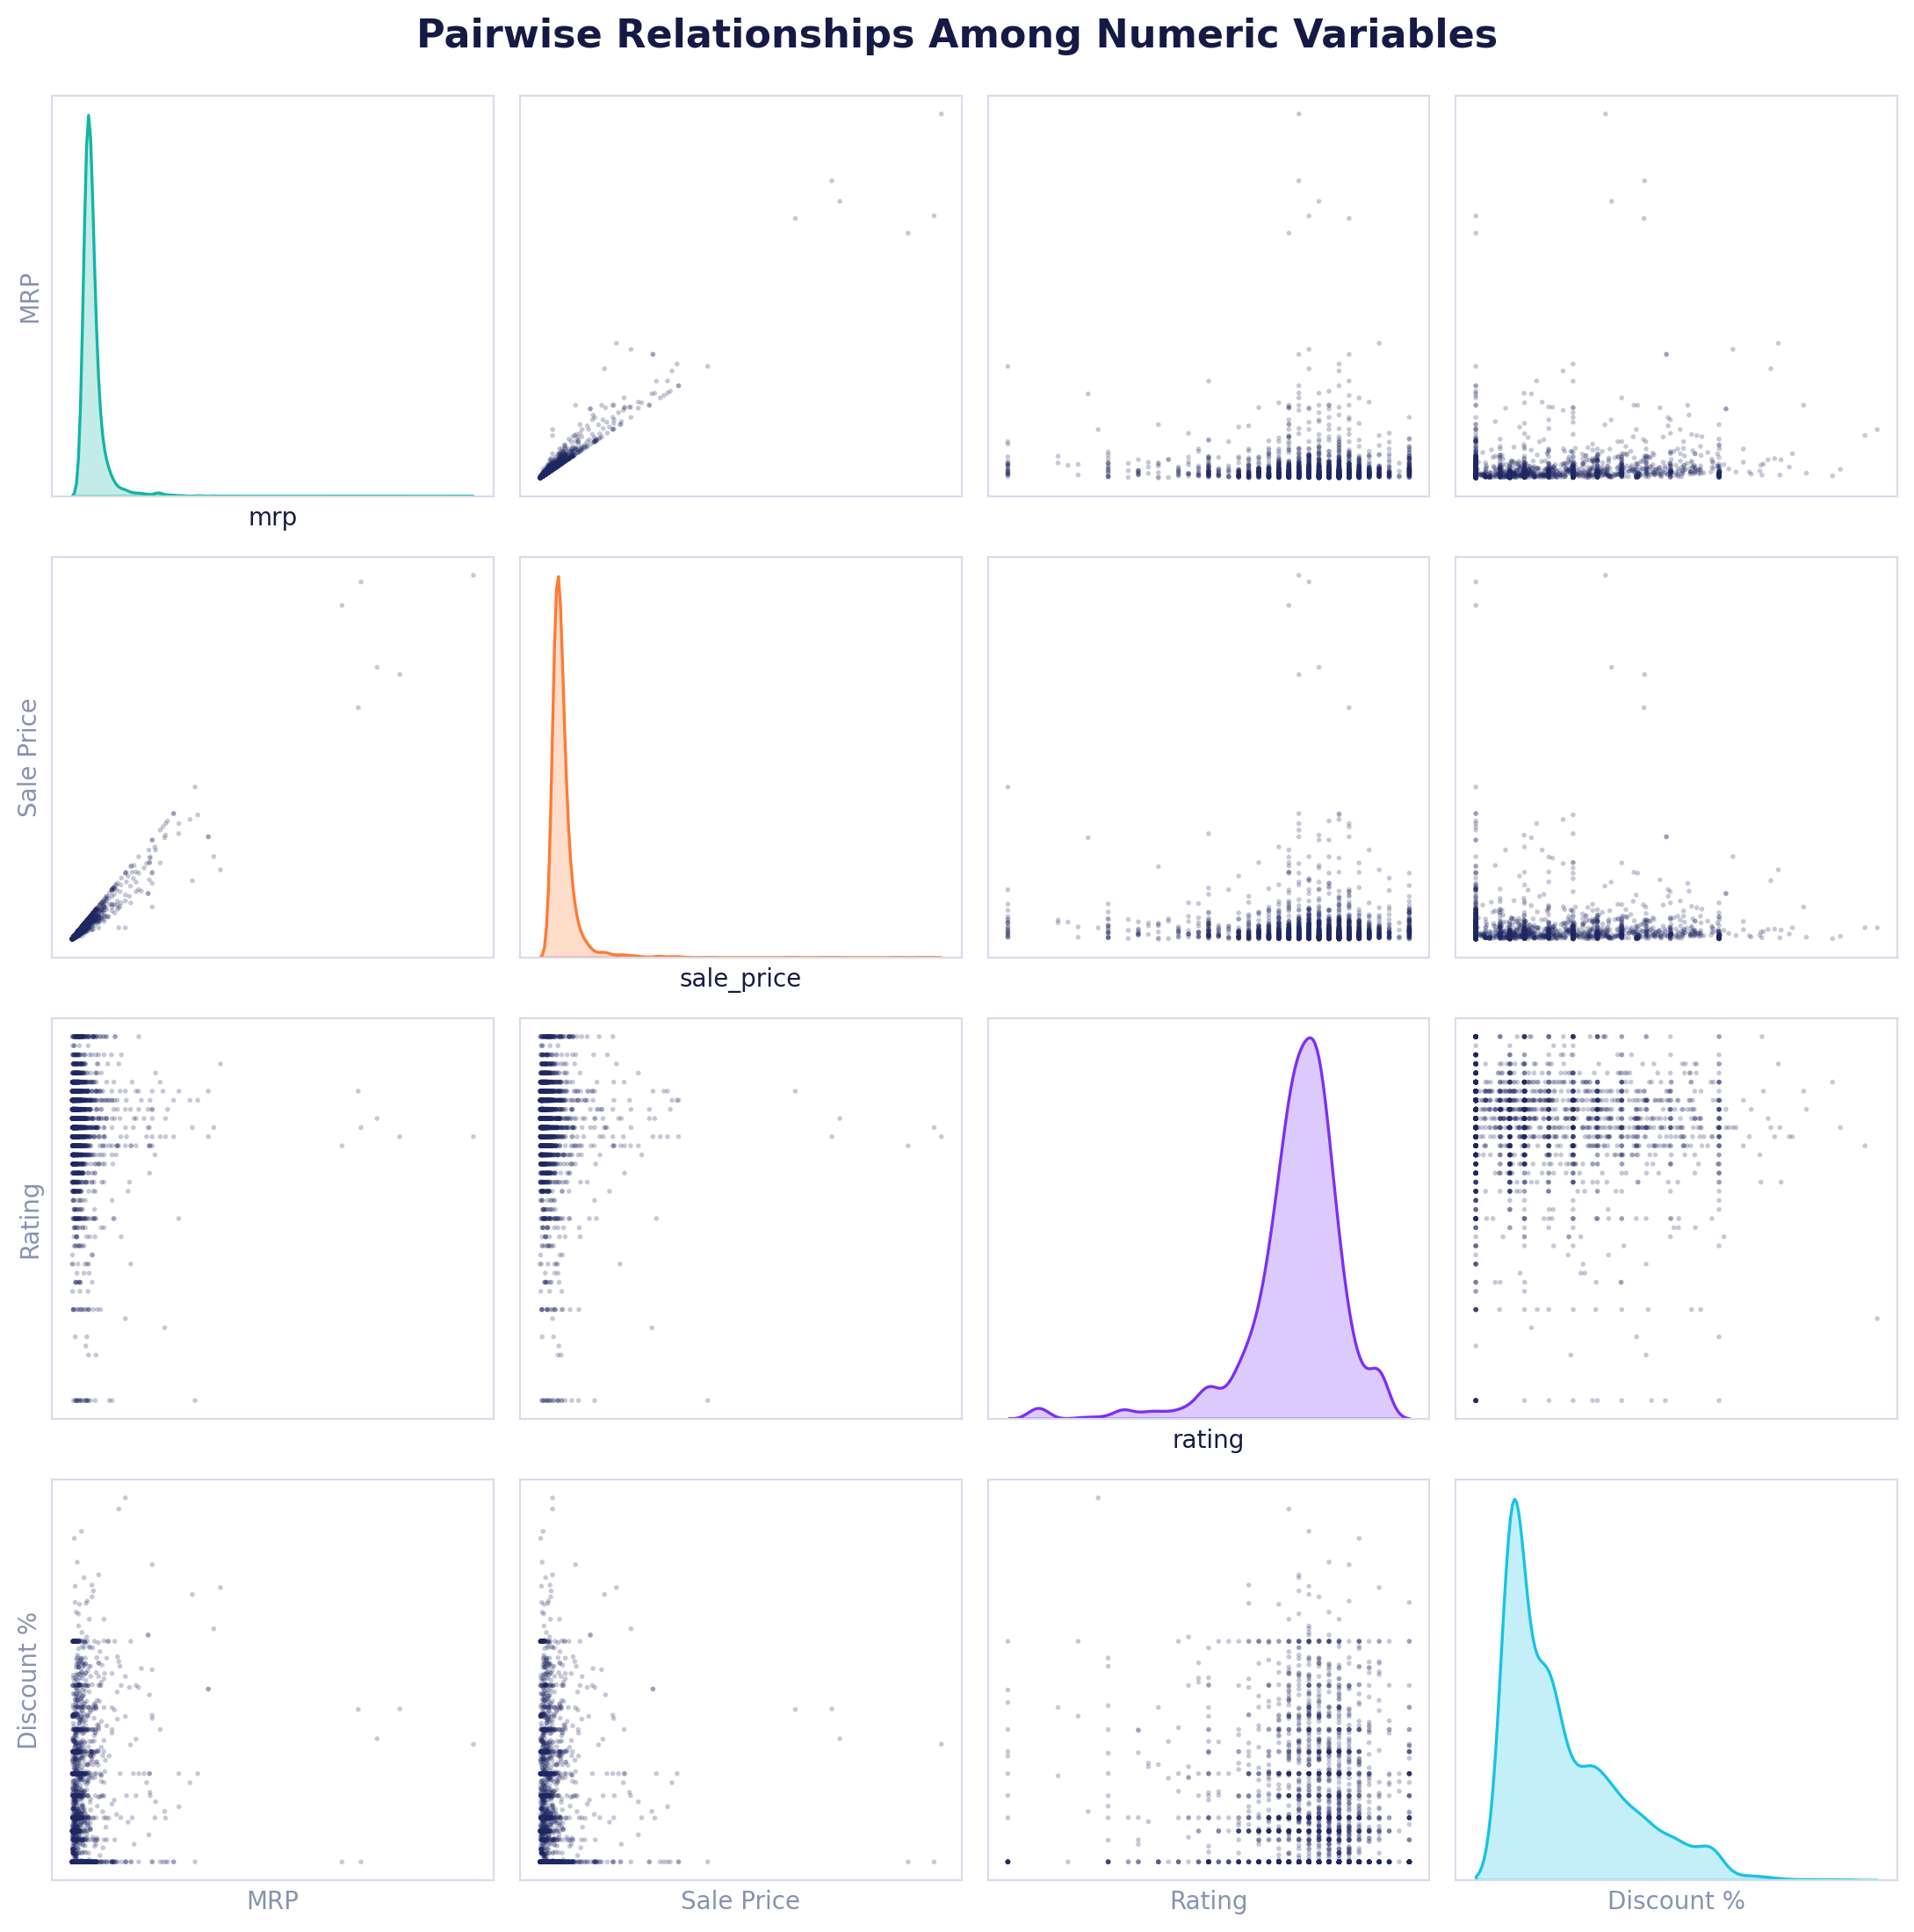 Pairwise Relationships Among Numeric Variables
MRP
mrp
Sale Price
sale_price
Rating
rating
Discount %
MRP
Sale Price
Rating
Discount %